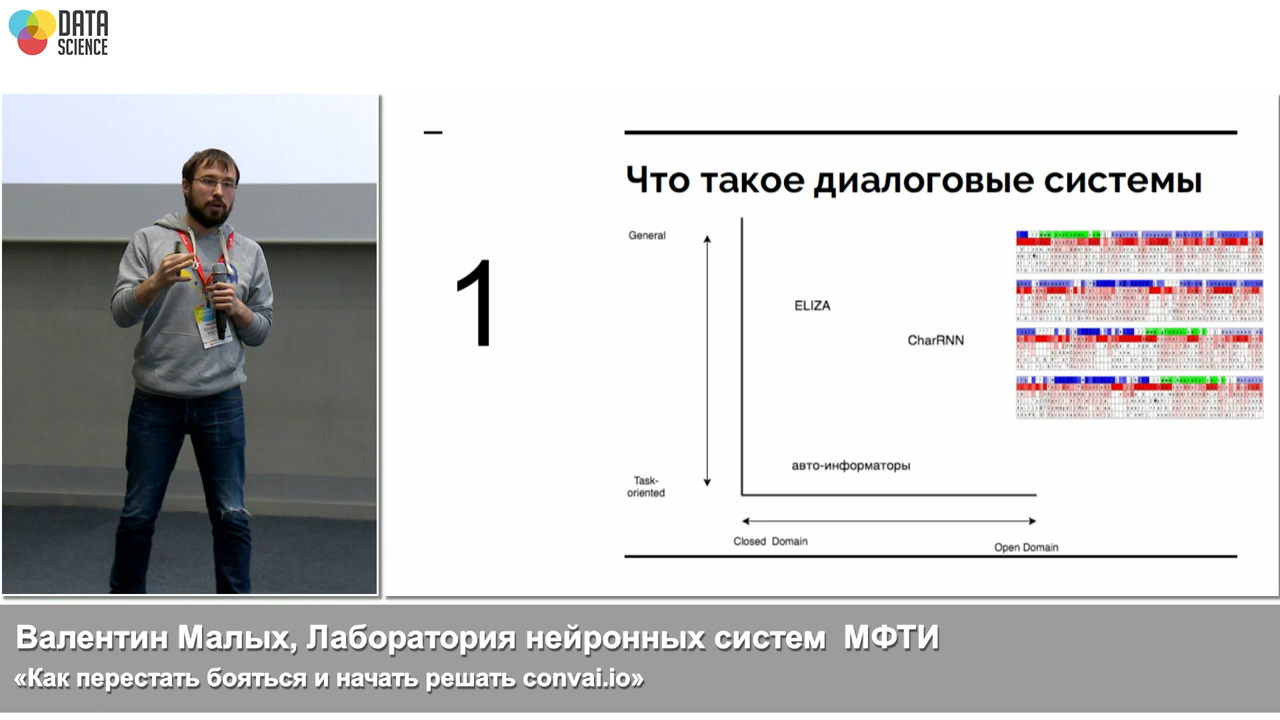 DATA
SCIENCE
1
Что такое диалоговые системы
General
ELIZA
CharRNN
авто-информаторы
Task-
oriented
Closed Domain
Open Domain
Валентин Малых, Лаборатория нейронных систем МФТИ
«Как перестать бояться и начать решать convai.io»